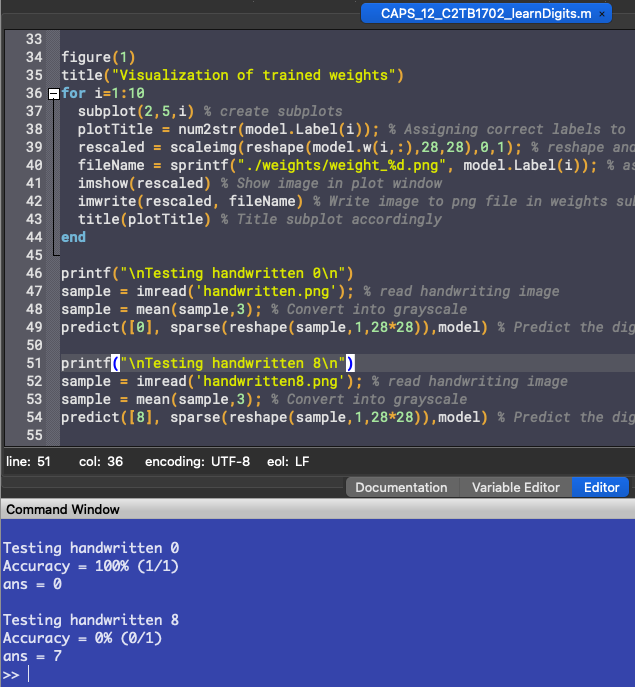 CAPS_12_C2TB1702_learnDigits.m ×
33
34 figure(1)
35 title("Visualization of trained weights")
36 for i=1:10
37 subplot(2,5,i) % create subplots
38 plotTitle = num2str(model.Label(i)); % Assigning correct labels to
39 rescaled = scaleimg(reshape(model.w(i,:),28,28),0,1); % reshape and
40 fileName = sprintf("./weights/weight_%d.png", model.Label(i)); % as
41 imshow(rescaled) % Show image in plot window
42 imwrite(rescaled, fileName) % Write image to png file in weights sub
43 title(plotTitle) % Title subplot accordingly
44 end
45
46 printf("\nTesting handwritten 0\n")
47 sample = imread('handwritten.png'); % read handwriting image
48 sample = mean(sample,3); % Convert into grayscale
49 predict([0], sparse(reshape(sample,1,28*28)),model) % Predict the dig
50
51 printf("\nTesting handwritten 8\n")
52 sample = imread('handwritten8.png'); % read handwriting image
53 sample = mean(sample,3); % Convert into grayscale
54 predict([8], sparse(reshape(sample,1,28*28)),model) % Predict the dig
55
line: 51 col: 36 encoding: UTF-8 eol: LF
Documentation Variable Editor Editor
Command Window
Testing handwritten 0
Accuracy = 100% (1/1)
ans = 0
Testing handwritten 8
Accuracy = 0% (0/1)
ans = 7
>>